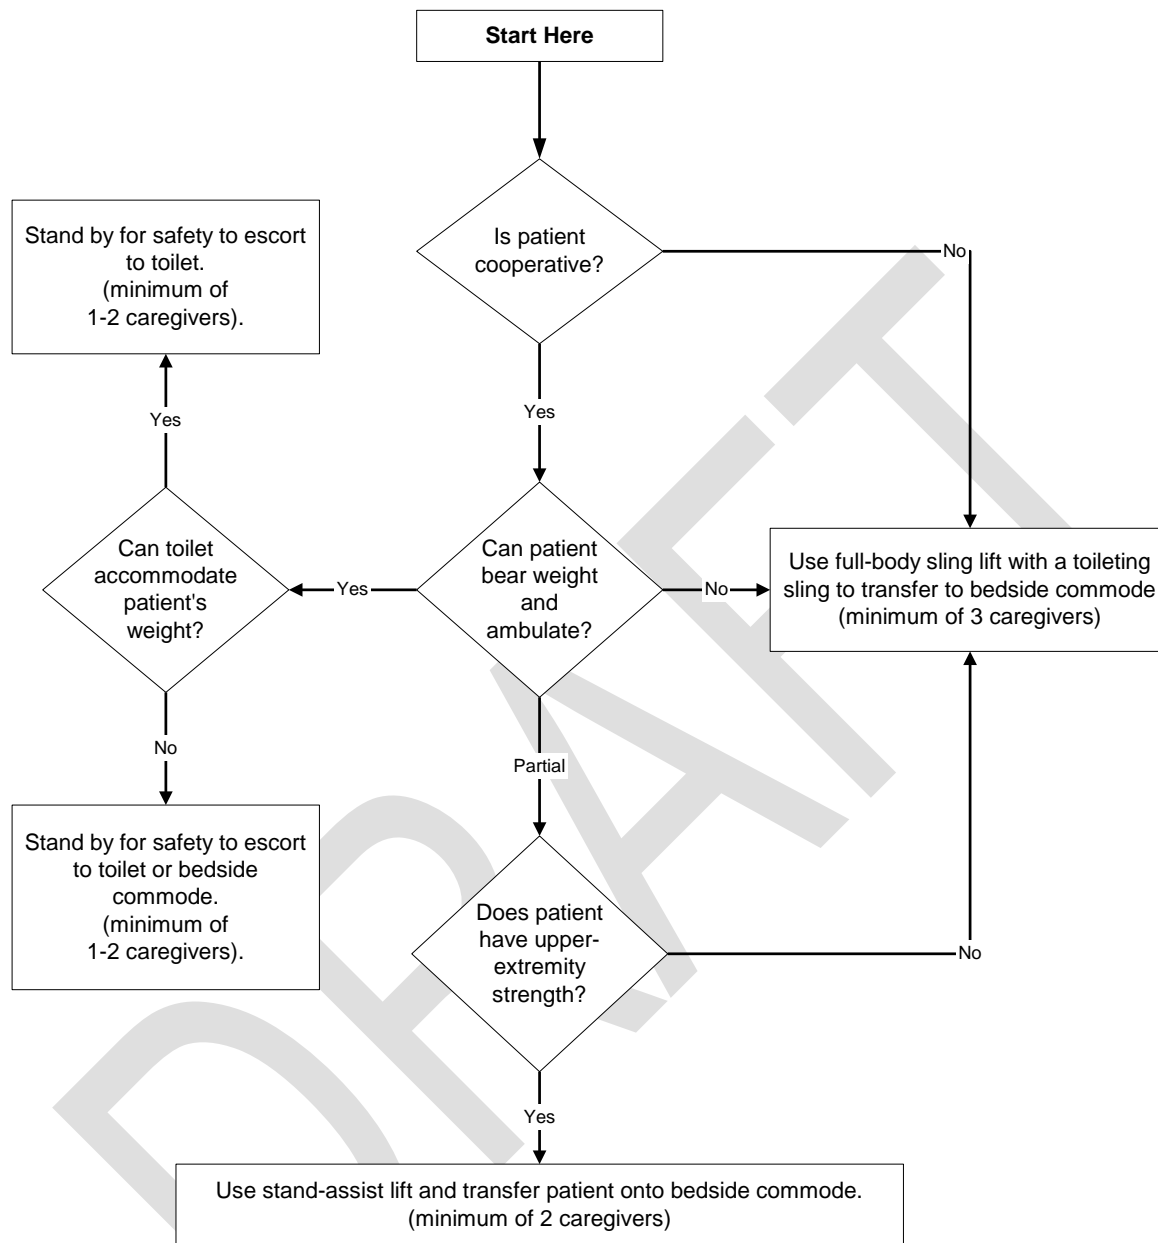 Start Here
Is patient
cooperative?
No
Yes
Stand by for safety to escort
to toilet.
(minimum of
1-2 caregivers).
Yes
Can toilet
accommodate
patient's
weight?
Yes
Can patient
bear weight
and
ambulate?
No
Use full-body sling lift with a toileting
sling to transfer to bedside commode
(minimum of 3 caregivers)
No
Partial
Stand by for safety to escort
to toilet or bedside
commode.
(minimum of
1-2 caregivers).
Does patient
have upper-
extremity
strength?
No
Yes
Use stand-assist lift and transfer patient onto bedside commode.
(minimum of 2 caregivers)
DRAFT